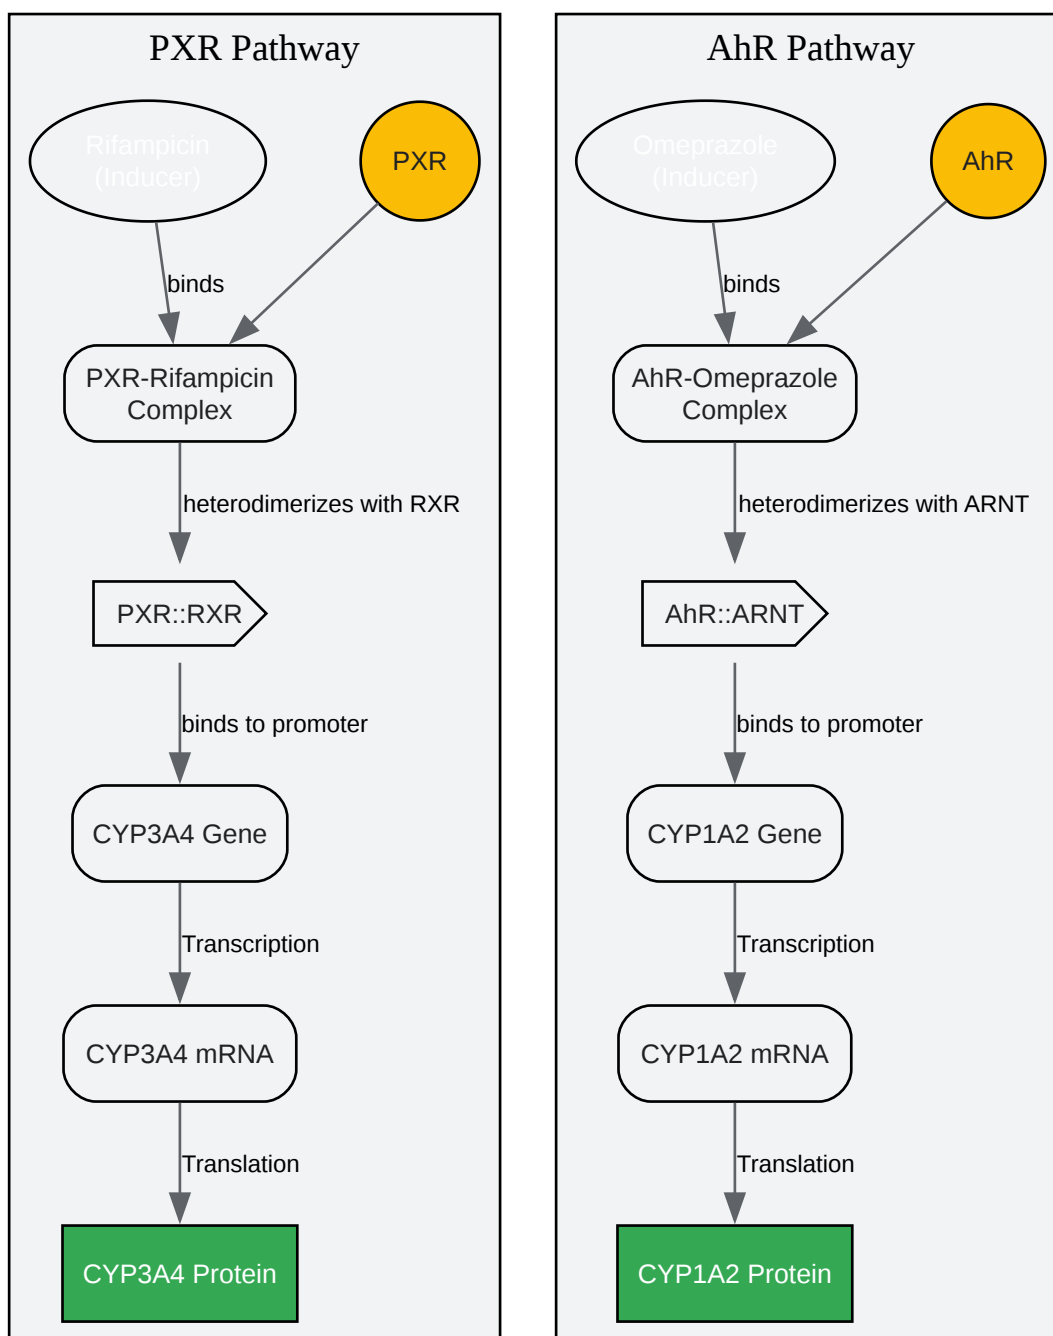 PXR Pathway
Rifampicin
(Inducer)
PXR
binds
PXR-Rifampicin
Complex
heterodimerizes with RXR
PXR::RXR
binds to promoter
CYP3A4 Gene
Transcription
CYP3A4 mRNA
Translation
CYP3A4 Protein
AhR Pathway
Omeprazole
(Inducer)
AhR
binds
AhR-Omeprazole
Complex
heterodimerizes with ARNT
AhR::ARNT
binds to promoter
CYP1A2 Gene
Transcription
CYP1A2 mRNA
Translation
CYP1A2 Protein